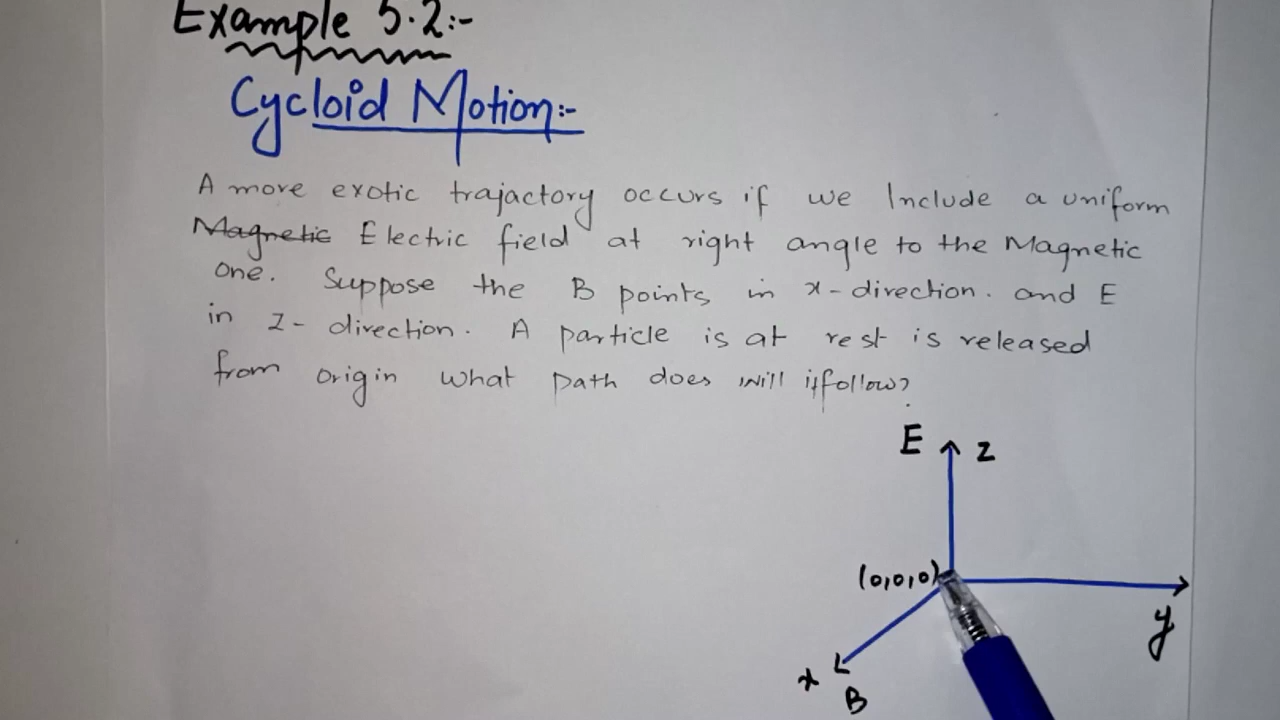 Example 5.2:-
Cycloid Motion:-
A more exotic trajactory occurs if we Include a uniform
Magnetic Electric field at right angle to the Magnetic
one. Suppose the B points in x-direction. and E
in z-direction. A particle is at rest is released
from origin what path does will it follow?
E z
(0,0,0)
y
x
B